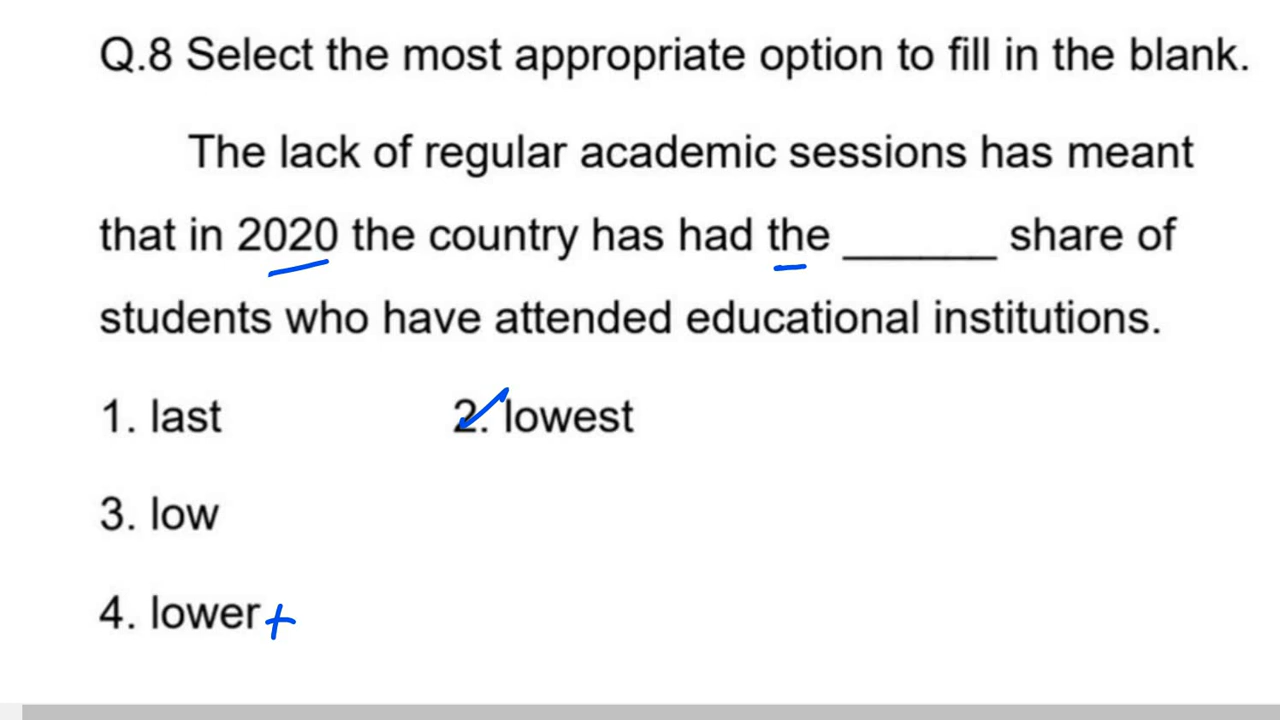 Q.8 Select the most appropriate option to fill in the blank.
The lack of regular academic sessions has meant
that in 2020 the country has had the _______ share of
students who have attended educational institutions.
1. last 2. lowest
3. low
4. lower